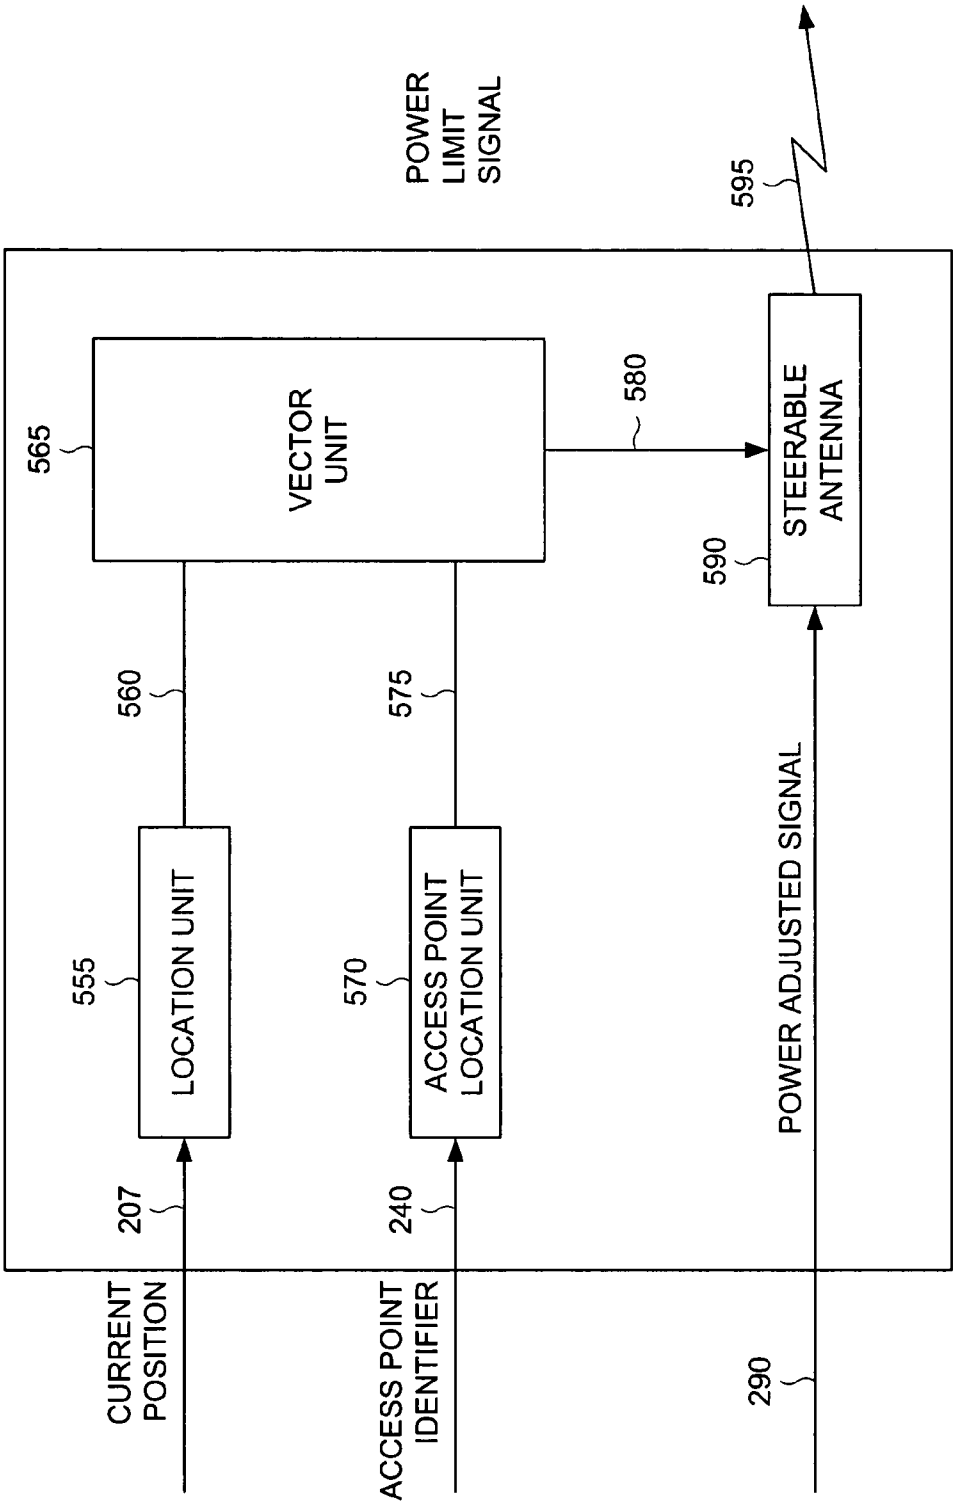 CURRENT
POSITION
207
555
LOCATION UNIT
560
565
VECTOR
UNIT
ACCESS POINT
IDENTIFIER
240
570
ACCESS POINT
LOCATION UNIT
575
580
POWER
LIMIT
SIGNAL
290
POWER ADJUSTED SIGNAL
590
STEERABLE
ANTENNA
595